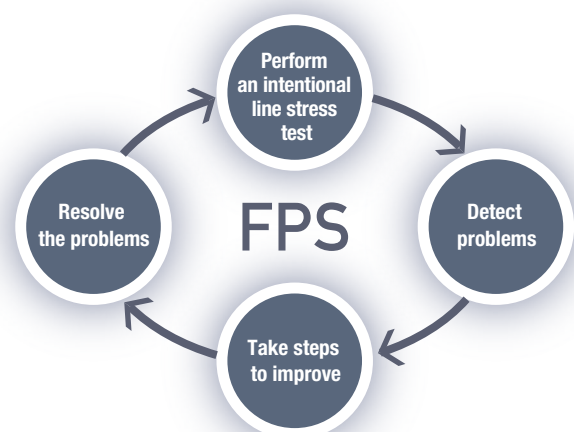 Perform
an intentional
line stress
test
Detect
problems
FPS
Take steps
to improve
Resolve
the problems